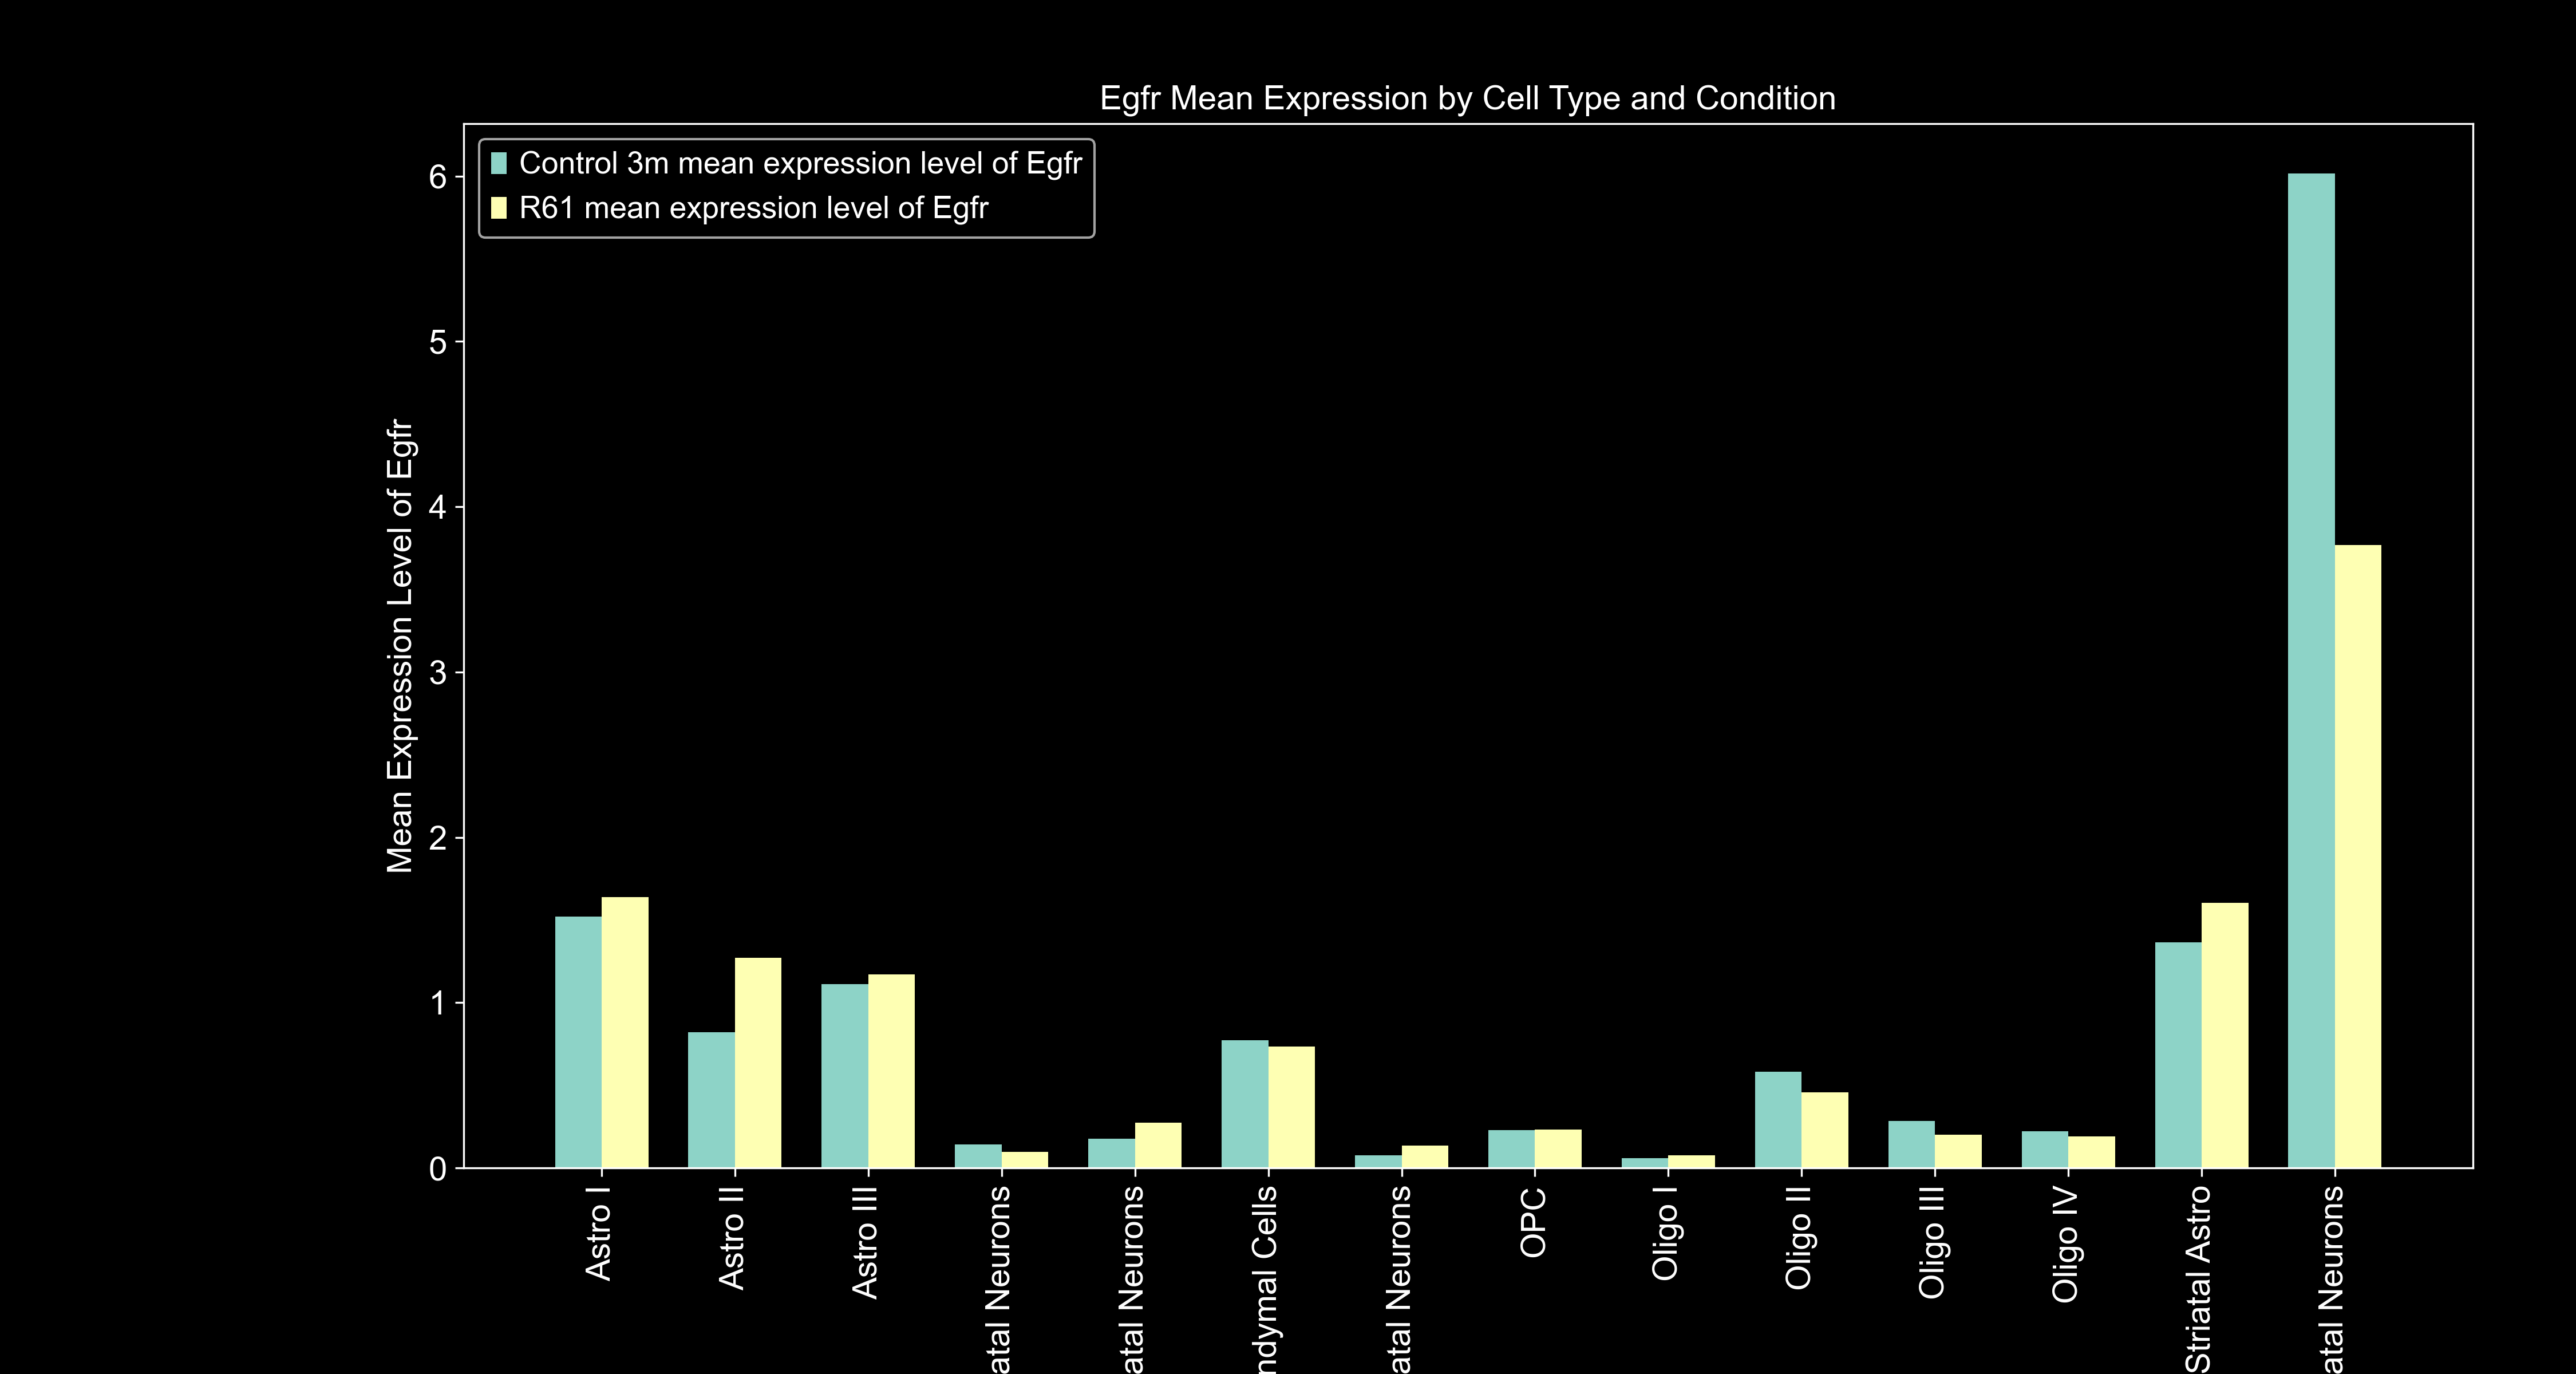 Egfr Mean Expression by Cell Type and Condition
Control 3m mean expression level of Egfr
R61 mean expression level of Egfr
Mean Expression Level of Egfr
6
5
4
3
2
1
0
Astro I
Astro II
Astro III
atal Neurons
atal Neurons
ndymal Cells
atal Neurons
OPC
Oligo I
Oligo II
Oligo III
Oligo IV
Striatal Astro
atal Neurons